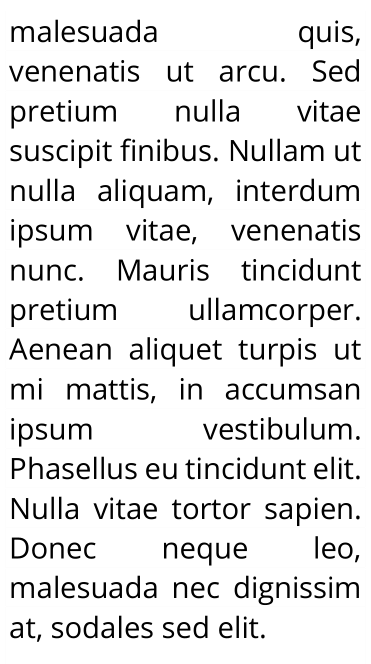 malesuada quis,
venenatis ut arcu. Sed
pretium nulla vitae
suscipit finibus. Nullam ut
nulla aliquam, interdum
ipsum vitae, venenatis
nunc. Mauris tincidunt
pretium ullamcorper.
Aenean aliquet turpis ut
mi mattis, in accumsan
ipsum vestibulum.
Phasellus eu tincidunt elit.
Nulla vitae tortor sapien.
Donec neque leo,
malesuada nec dignissim
at, sodales sed elit.